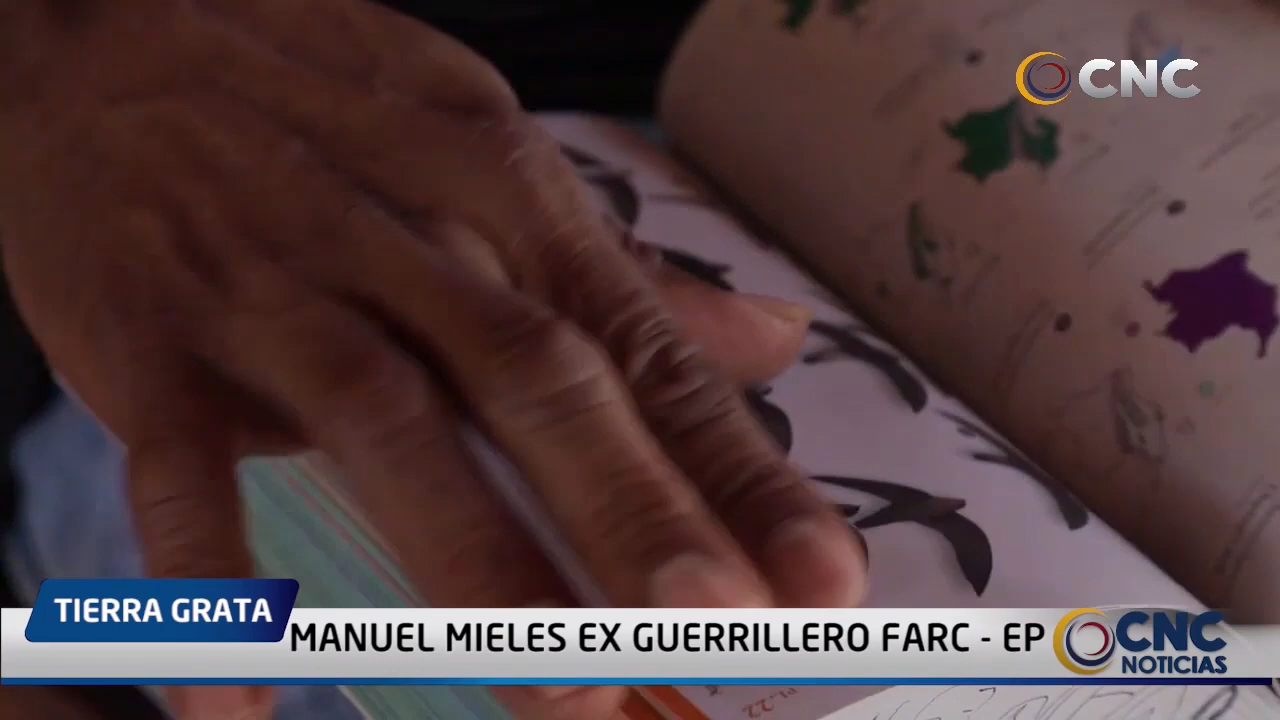 CNC
TIERRA GRATA
MANUEL MIELES EX GUERRILLERO FARC - EP
CNC
NOTICIAS